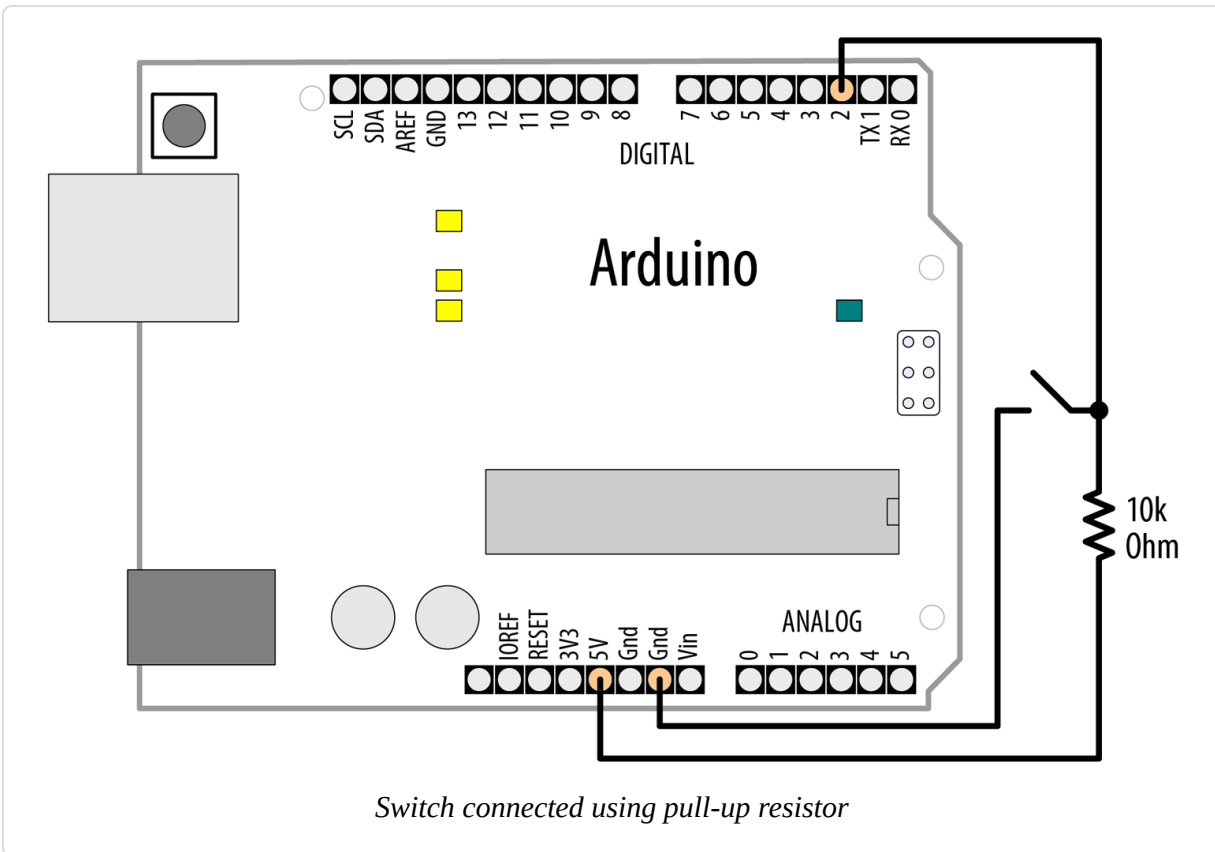 SCL
SDA
AREF
GND
13
12
11
10
9
8
7
6
5
4
3
2
TX 1
RX 0
DIGITAL
Arduino
10k
Ohm
IOREF
RESET
3V3
5V
Gnd
Gnd
Vin
ANALOG
0
1
2
3
4
5
Switch connected using pull-up resistor